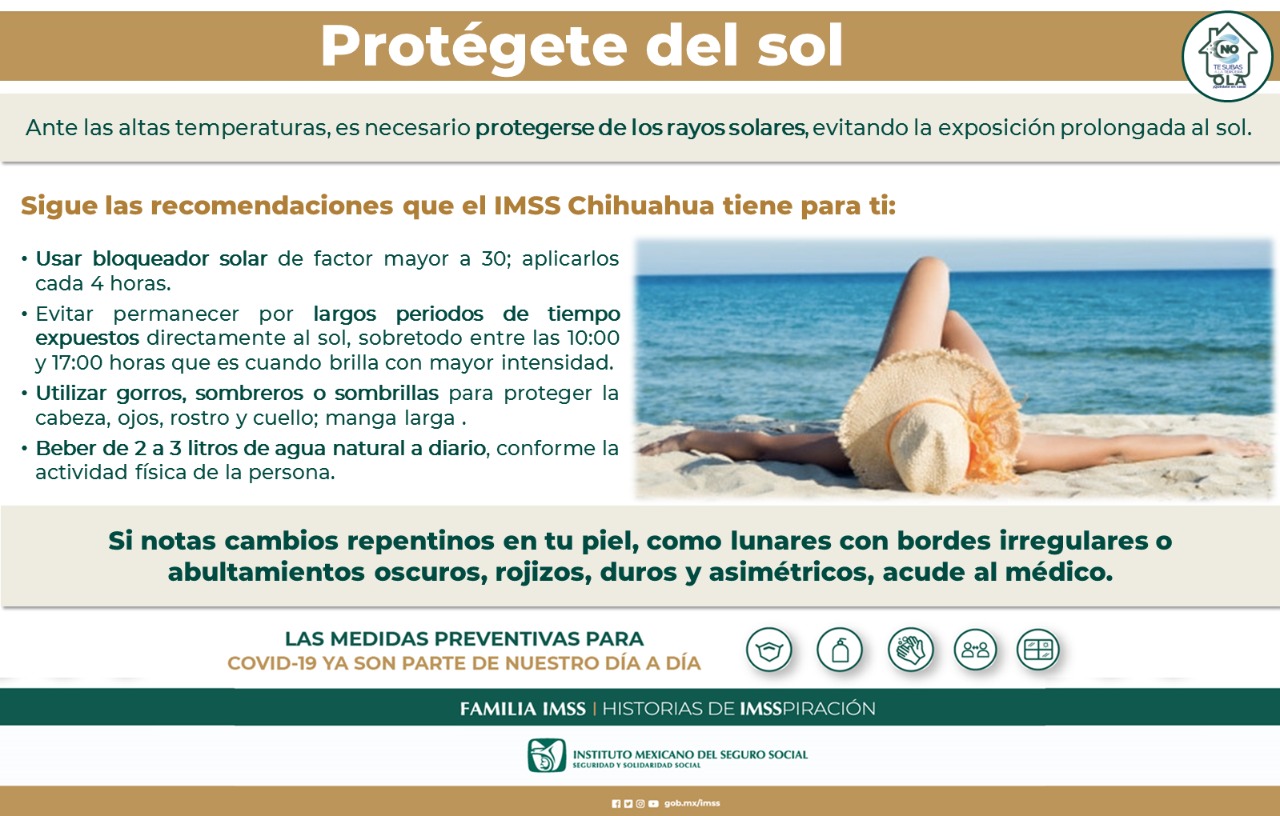 Protégete del sol
NO
TE SUBAS
OLA
Ante las altas temperaturas, es necesario protegerse de los rayos solares, evitando la exposición prolongada al sol.
Sigue las recomendaciones que el IMSS Chihuahua tiene para ti:
• Usar bloqueador solar de factor mayor a 30; aplicarlos
cada 4 horas.
• Evitar permanecer por largos periodos de tiempo
expuestos directamente al sol, sobretodo entre las 10:00
y 17:00 horas que es cuando brilla con mayor intensidad.
• Utilizar gorros, sombreros o sombrillas para proteger la
cabeza, ojos, rostro y cuello; manga larga .
• Beber de 2 a 3 litros de agua natural a diario, conforme la
actividad física de la persona.
Si notas cambios repentinos en tu piel, como lunares con bordes irregulares o
abultamientos oscuros, rojizos, duros y asimétricos, acude al médico.
LAS MEDIDAS PREVENTIVAS PARA
COVID-19 YA SON PARTE DE NUESTRO DÍA A DÍA
FAMILIA IMSS | HISTORIAS DE IMSSPIRACIÓN
INSTITUTO MEXICANO DEL SEGURO SOCIAL
SEGURIDAD Y SOLIDARIDAD SOCIAL
gob.mx/imss